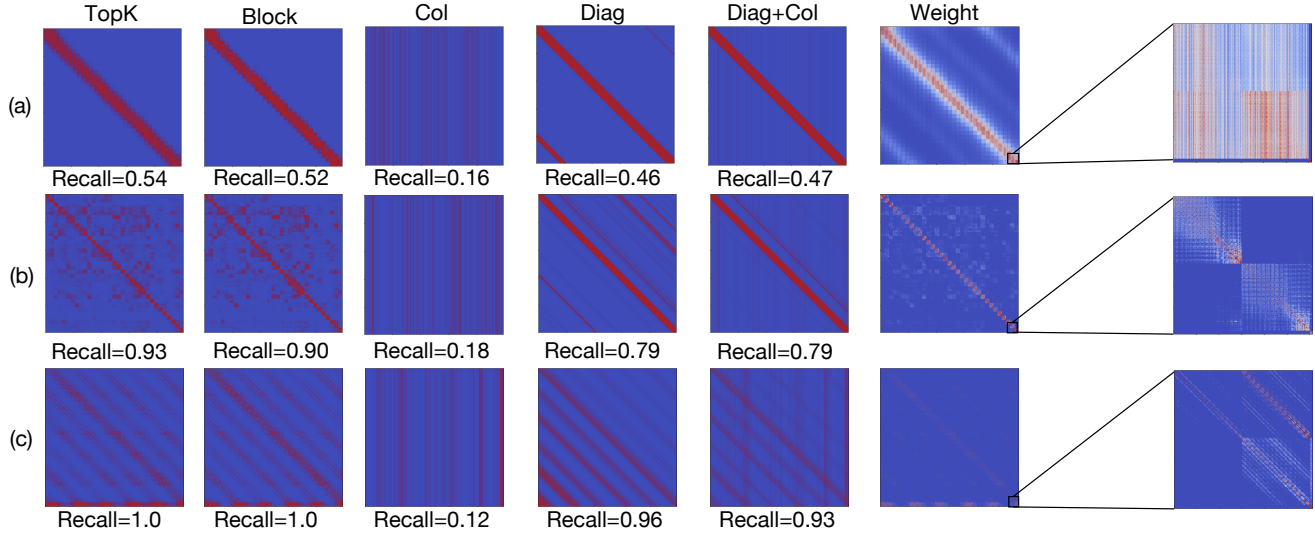 TopK Block Col Diag Diag+Col Weight
(a)
Recall=0.54 Recall=0.52 Recall=0.16 Recall=0.46 Recall=0.47
(b)
Recall=0.93 Recall=0.90 Recall=0.18 Recall=0.79 Recall=0.79
(c)
Recall=1.0 Recall=1.0 Recall=0.12 Recall=0.96 Recall=0.93